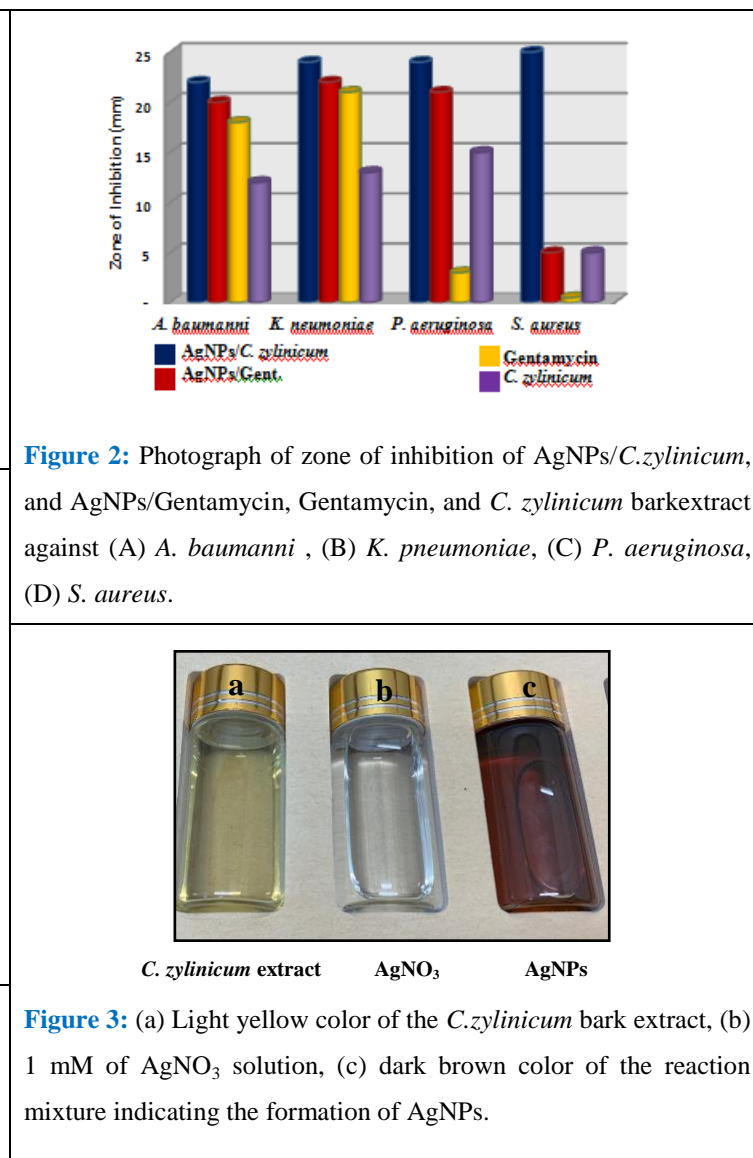 25
20
15
10
5
-
Zone of Inhibition (mm)
A. baumanni K. neumoniae P. aeruginosa S. aureus
AgNPs/C. zylinicum
AgNPs/Gent.
Gentamycin
C. zylinicum
Figure 2: Photograph of zone of inhibition of AgNPs/C.zylinicum,
and AgNPs/Gentamycin, Gentamycin, and C. zylinicum barkextract
against (A) A. baumanni , (B) K. pneumoniae, (C) P. aeruginosa,
(D) S. aureus.
a b c
C. zylinicum extract AgNO₃ AgNPs
Figure 3: (a) Light yellow color of the C.zylinicum bark extract, (b)
1 mM of AgNO₃ solution, (c) dark brown color of the reaction
mixture indicating the formation of AgNPs.